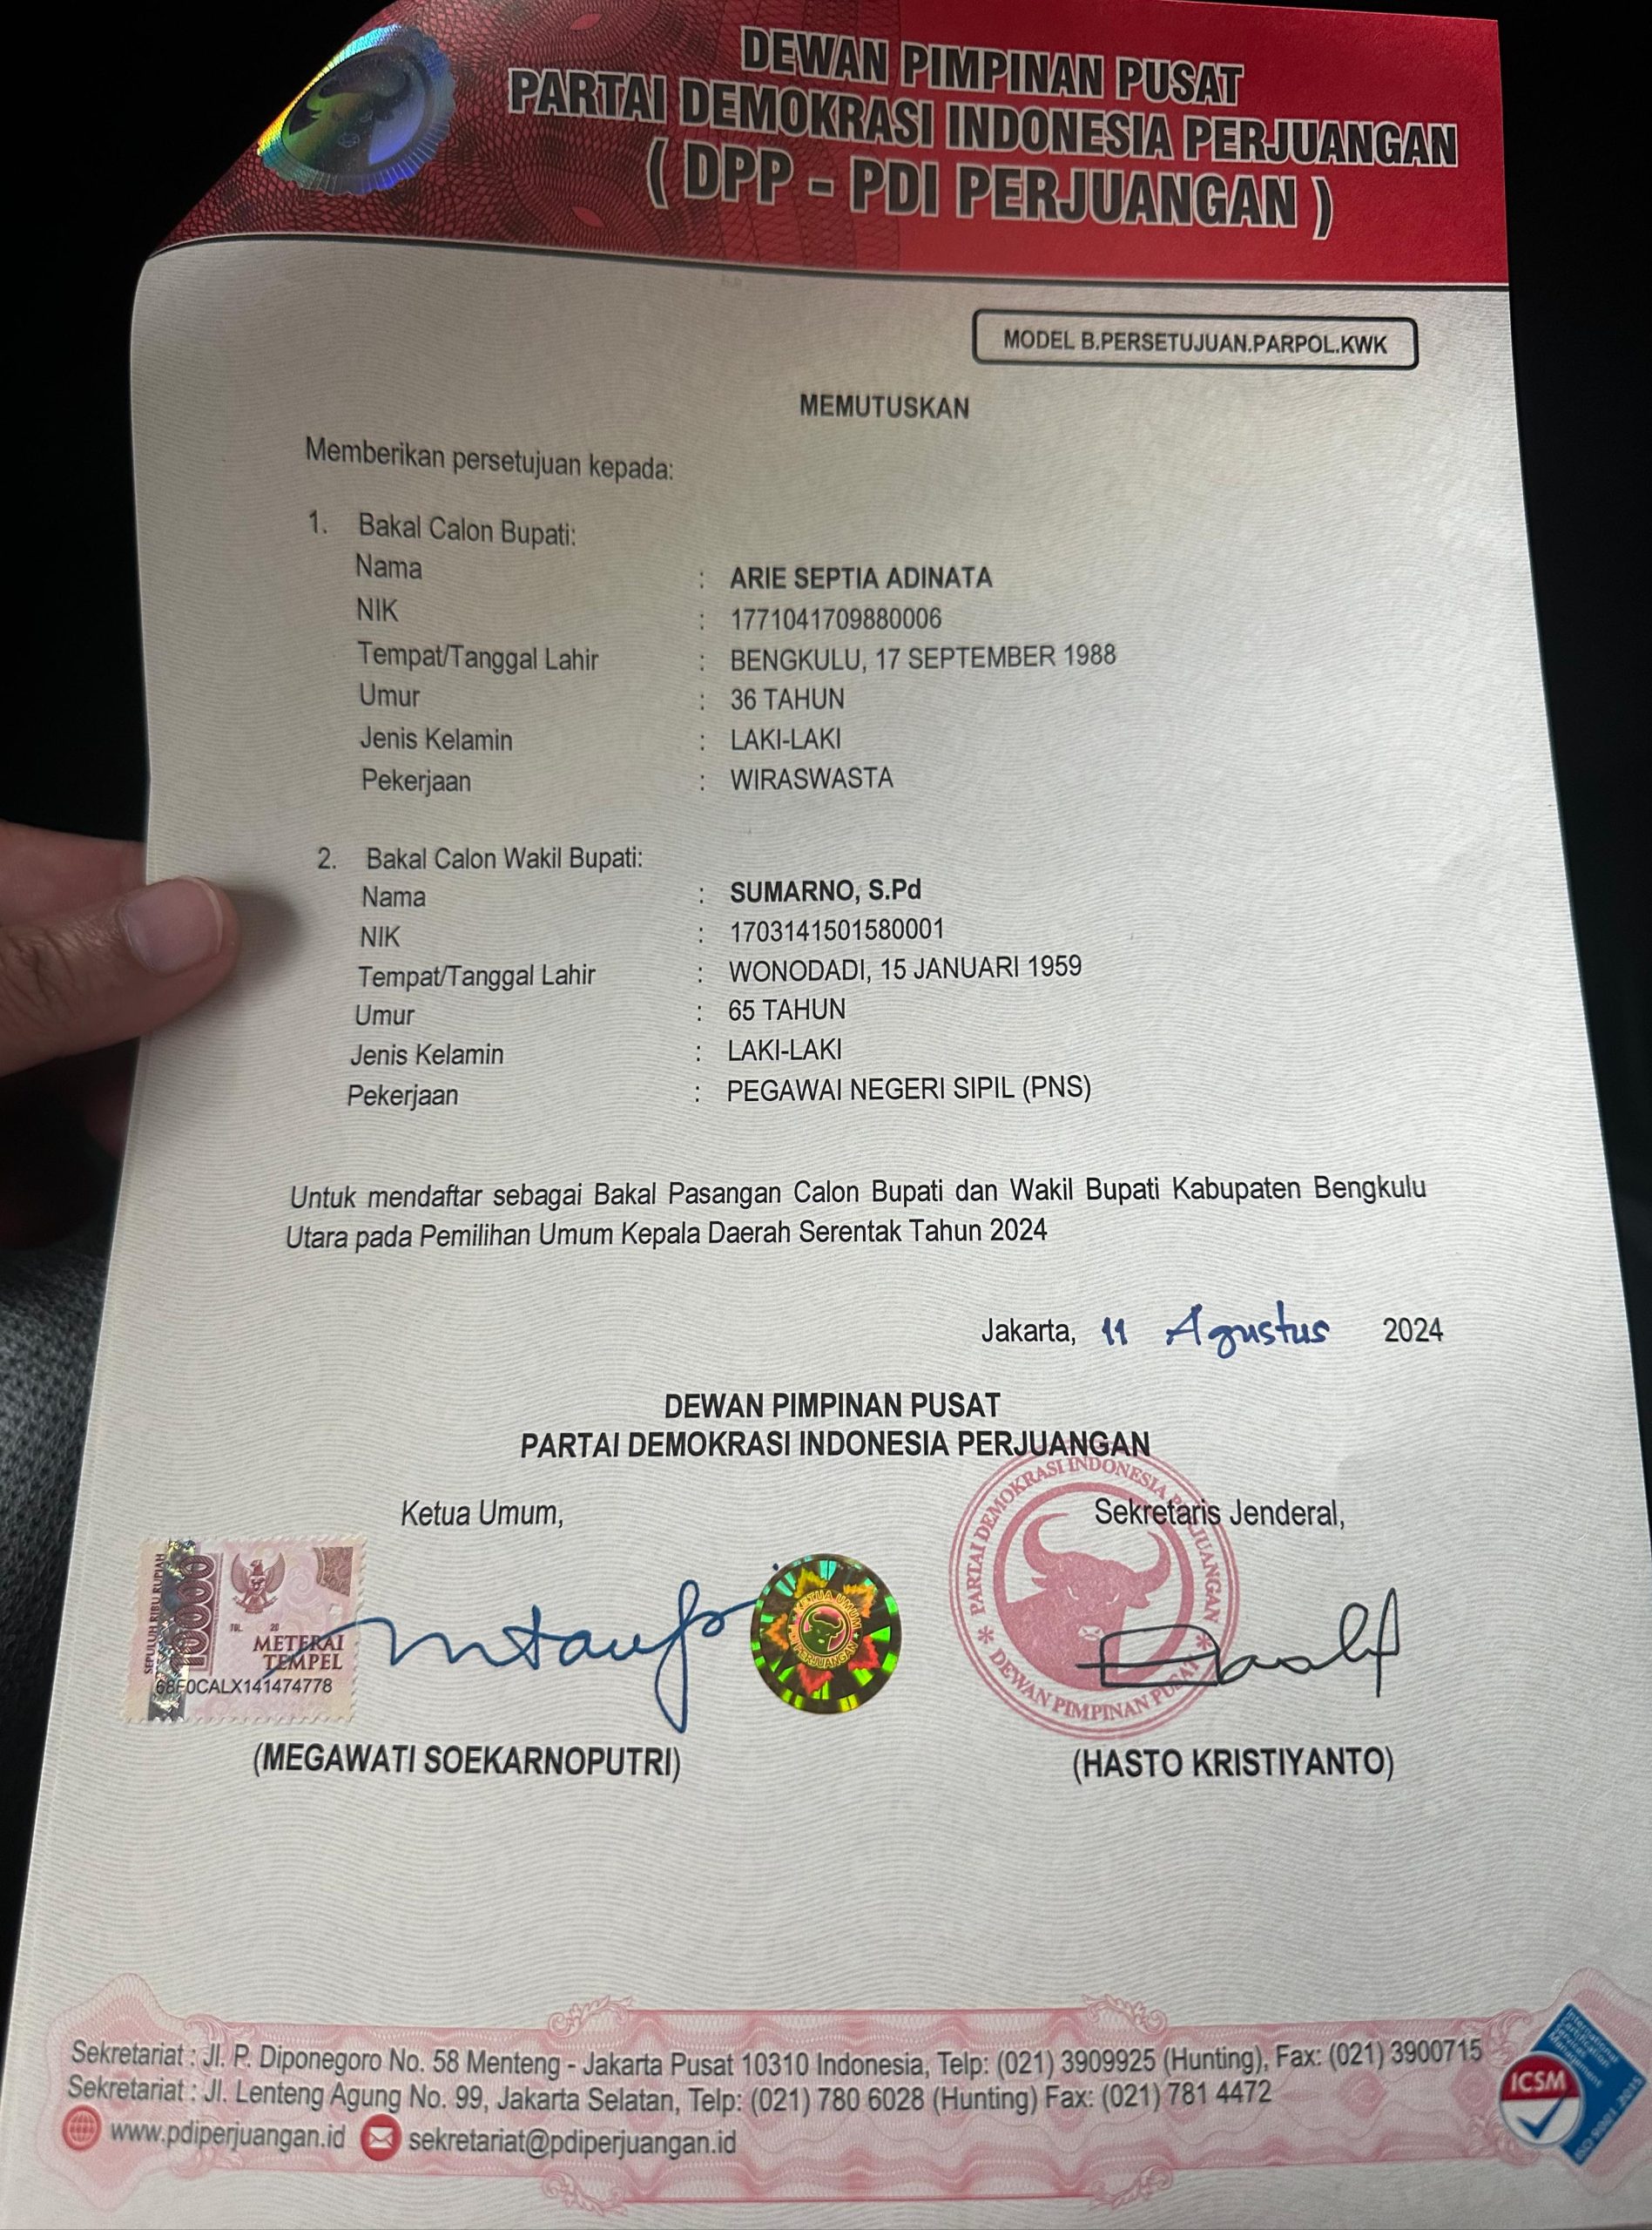 DEWAN PIMPINAN PUSAT
PARTAI DEMOKRASI INDONESIA PERJUANGAN
( DPP - PDI PERJUANGAN )
MODEL B.PERSETUJUAN.PARPOL.KWK
MEMUTUSKAN
Memberikan persetujuan kepada:
1. Bakal Calon Bupati:
Nama : ARIE SEPTIA ADINATA
NIK : 1771041709880006
Tempat/Tanggal Lahir : BENGKULU, 17 SEPTEMBER 1988
Umur : 36 TAHUN
Jenis Kelamin : LAKI-LAKI
Pekerjaan : WIRASWASTA
2. Bakal Calon Wakil Bupati:
Nama : SUMARNO, S.Pd
NIK : 1703141501580001
Tempat/Tanggal Lahir : WONODADI, 15 JANUARI 1959
Umur : 65 TAHUN
Jenis Kelamin : LAKI-LAKI
Pekerjaan : PEGAWAI NEGERI SIPIL (PNS)
Untuk mendaftar sebagai Bakal Pasangan Calon Bupati dan Wakil Bupati Kabupaten Bengkulu
Utara pada Pemilihan Umum Kepala Daerah Serentak Tahun 2024
Jakarta, 11 Agustus 2024
DEWAN PIMPINAN PUSAT
PARTAI DEMOKRASI INDONESIA PERJUANGAN
Ketua Umum, Sekretaris Jenderal,
SEPULUH RIBU RUPIAH
10000
TGL. 20
METERAI
TEMPEL
68F0CALX141474778
KETUA UMUM
PERJUANGAN
PARTAI DEMOKRASI INDONESIA PERJUANGAN
* DEWAN PIMPINAN PUSAT *
(MEGAWATI SOEKARNOPUTRI) (HASTO KRISTIYANTO)
Sekretariat : Jl. P. Diponegoro No. 58 Menteng - Jakarta Pusat 10310 Indonesia, Telp: (021) 3909925 (Hunting), Fax: (021) 3900715
Sekretariat : Jl. Lenteng Agung No. 99, Jakarta Selatan, Telp: (021) 780 6028 (Hunting) Fax: (021) 781 4472
www.pdiperjuangan.id sekretariat@pdiperjuangan.id
International
Certification
Management
ICSM
ISO 9001:2015